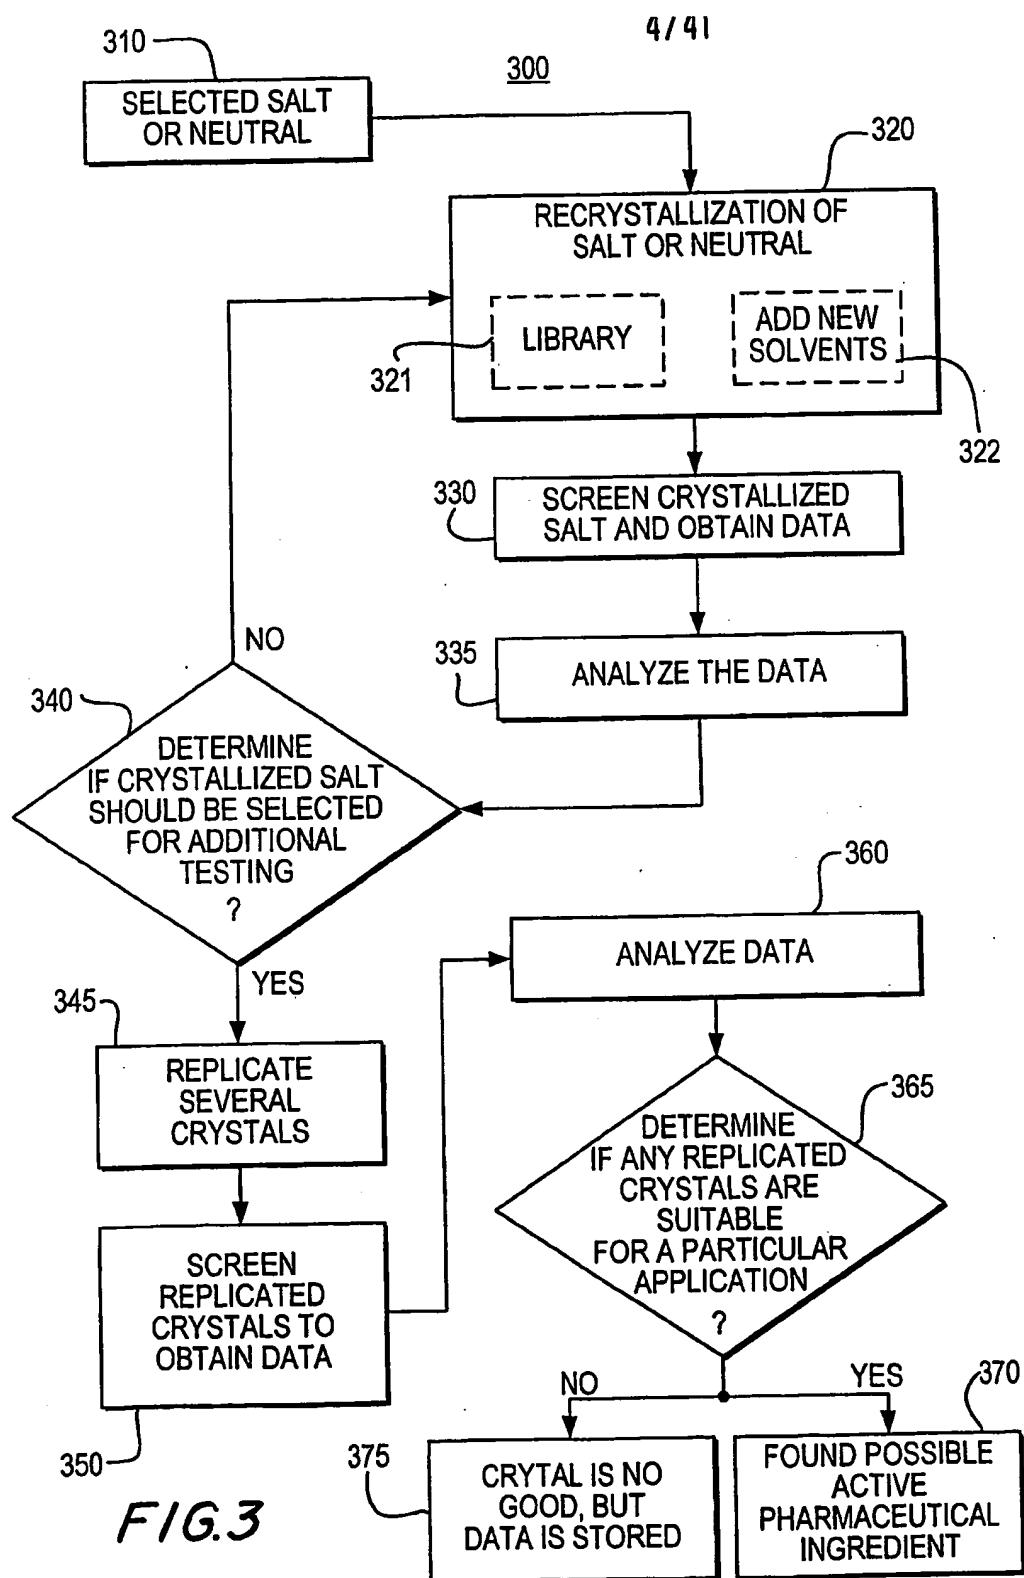 4/41
310
300
SELECTED SALT
OR NEUTRAL
320
RECRYSTALLIZATION OF
SALT OR NEUTRAL
LIBRARY
321
ADD NEW
SOLVENTS
322
330
SCREEN CRYSTALLIZED
SALT AND OBTAIN DATA
335
ANALYZE THE DATA
NO
340
DETERMINE
IF CRYSTALLIZED SALT
SHOULD BE SELECTED
FOR ADDITIONAL
TESTING
?
YES
345
REPLICATE
SEVERAL
CRYSTALS
SCREEN
REPLICATED
CRYSTALS TO
OBTAIN DATA
350
360
ANALYZE DATA
365
DETERMINE
IF ANY REPLICATED
CRYSTALS ARE
SUITABLE
FOR A PARTICULAR
APPLICATION
?
NO
YES
370
375
CRYTAL IS NO
GOOD, BUT
DATA IS STORED
FOUND POSSIBLE
ACTIVE
PHARMACEUTICAL
INGREDIENT
FIG.3